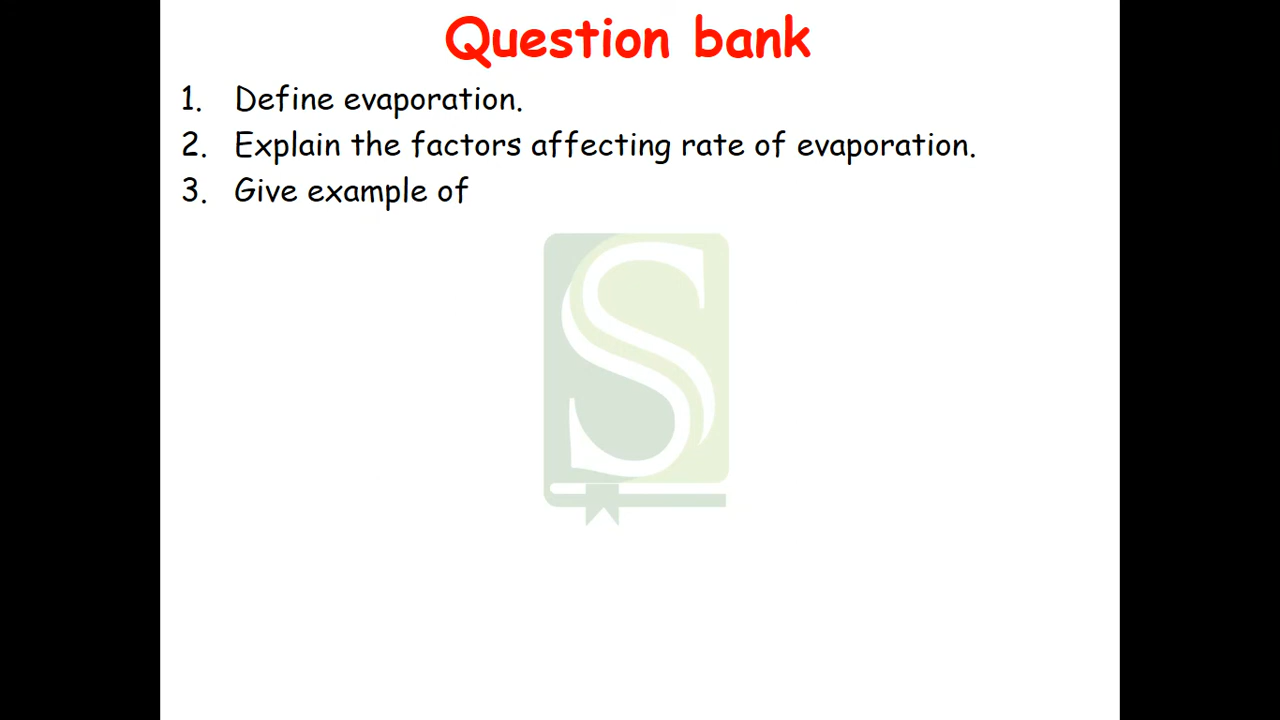 Question bank
1. Define evaporation.
2. Explain the factors affecting rate of evaporation.
3. Give example of
S